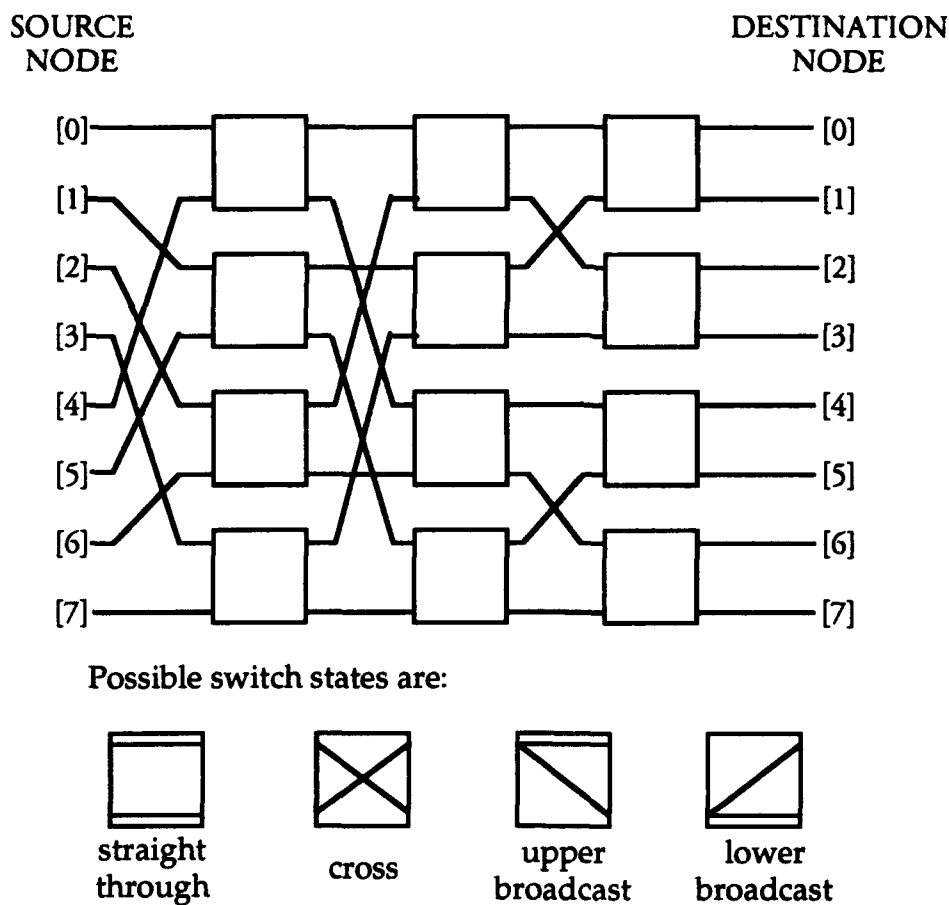 SOURCE
NODE
DESTINATION
NODE
[0] [0]
[1] [1]
[2] [2]
[3] [3]
[4] [4]
[5] [5]
[6] [6]
[7] [7]
Possible switch states are:
straight
through
cross
upper
broadcast
lower
broadcast